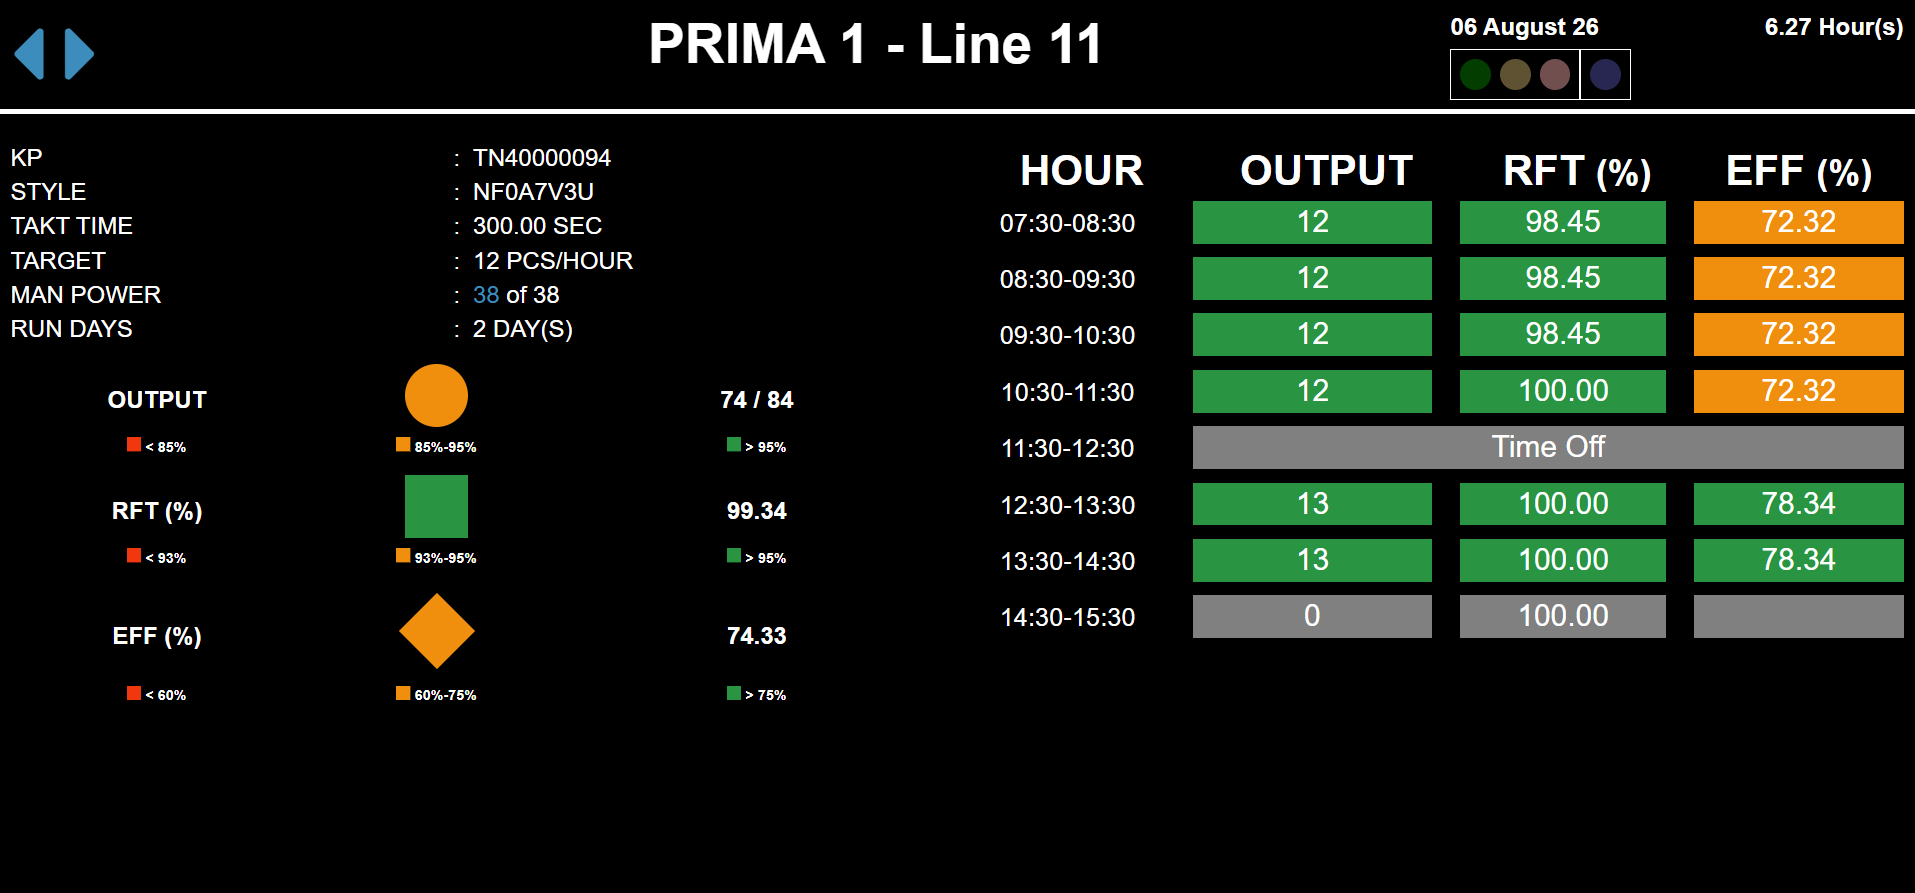 PRIMA 1 - Line 11
06 August 26
6.27 Hour(s)
KP : TN40000094
STYLE : NF0A7V3U
TAKT TIME : 300.00 SEC
TARGET : 12 PCS/HOUR
MAN POWER : 38 of 38
RUN DAYS : 2 DAY(S)
OUTPUT 74 / 84
< 85% 85%-95% > 95%
RFT (%) 99.34
< 93% 93%-95% > 95%
EFF (%) 74.33
< 60% 60%-75% > 75%
HOUR OUTPUT RFT (%) EFF (%)
07:30-08:30 12 98.45 72.32
08:30-09:30 12 98.45 72.32
09:30-10:30 12 98.45 72.32
10:30-11:30 12 100.00 72.32
11:30-12:30 Time Off
12:30-13:30 13 100.00 78.34
13:30-14:30 13 100.00 78.34
14:30-15:30 0 100.00